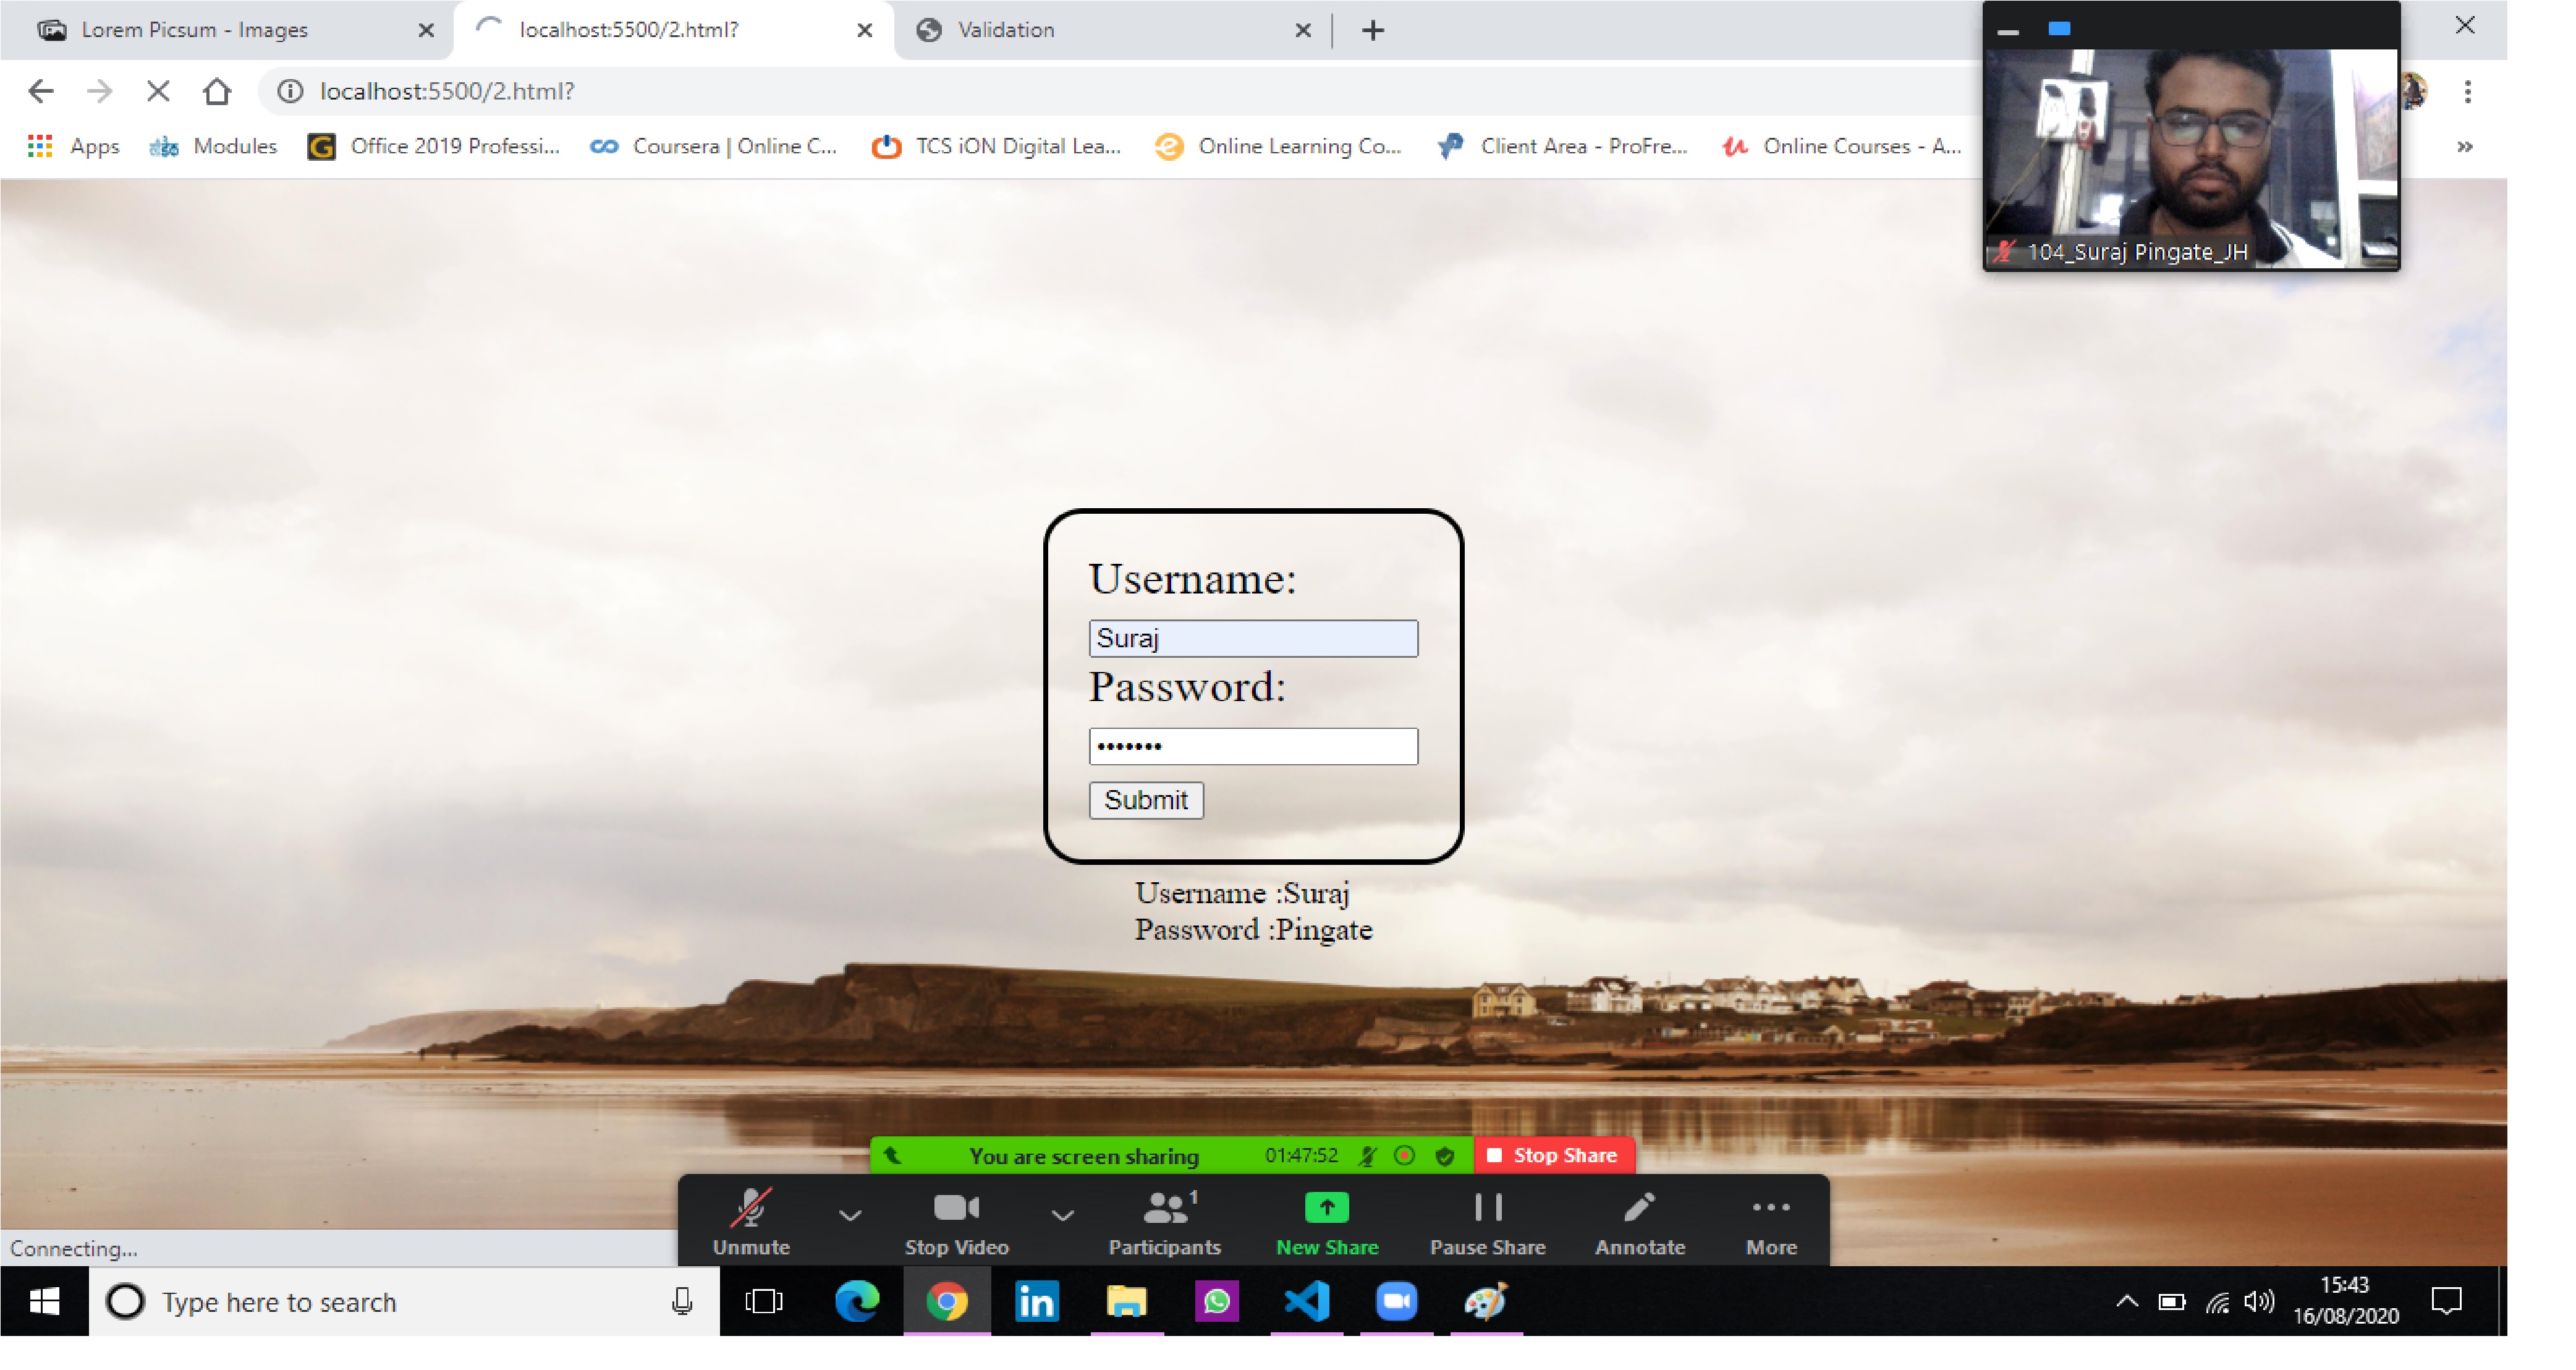 Lorem Picsum - Images
localhost:5500/2.html?
Validation
localhost:5500/2.html?
Apps
Modules
Office 2019 Professi...
Coursera | Online C...
TCS iON Digital Lea...
Online Learning Co...
Client Area - ProFre...
Online Courses - A...
»
104_Suraj Pingate_JH
Username:
Suraj
Password:
•••••••
Submit
Username :Suraj
Password :Pingate
You are screen sharing 01:47:52 Stop Share
1
Unmute Stop Video Participants New Share Pause Share Annotate More
Connecting...
Type here to search
15:43
16/08/2020